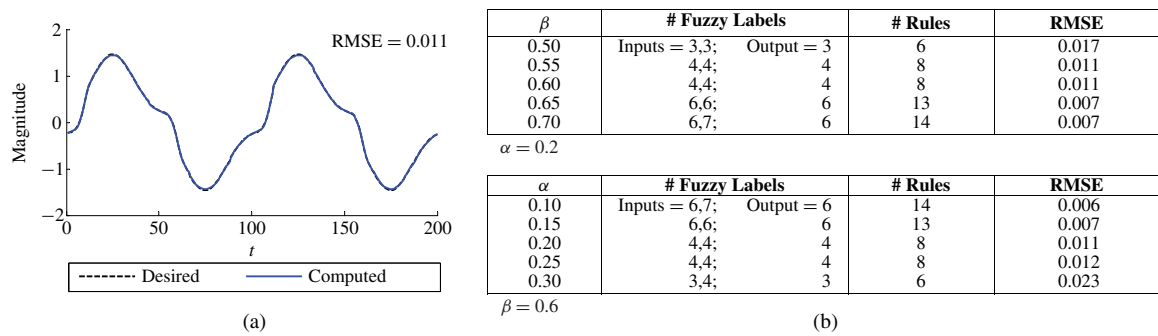 2
1
0
−1
−2
Magnitude
RMSE = 0.011
0 50 100 150 200
t
Desired Computed
(a)
β # Fuzzy Labels # Rules RMSE
0.50 Inputs = 3,3; Output = 3 6 0.017
0.55 4,4; 4 8 0.011
0.60 4,4; 4 8 0.011
0.65 6,6; 6 13 0.007
0.70 6,7; 6 14 0.007
α = 0.2
α # Fuzzy Labels # Rules RMSE
0.10 Inputs = 6,7; Output = 6 14 0.006
0.15 6,6; 6 13 0.007
0.20 4,4; 4 8 0.011
0.25 4,4; 4 8 0.012
0.30 3,4; 3 6 0.023
β = 0.6
(b)